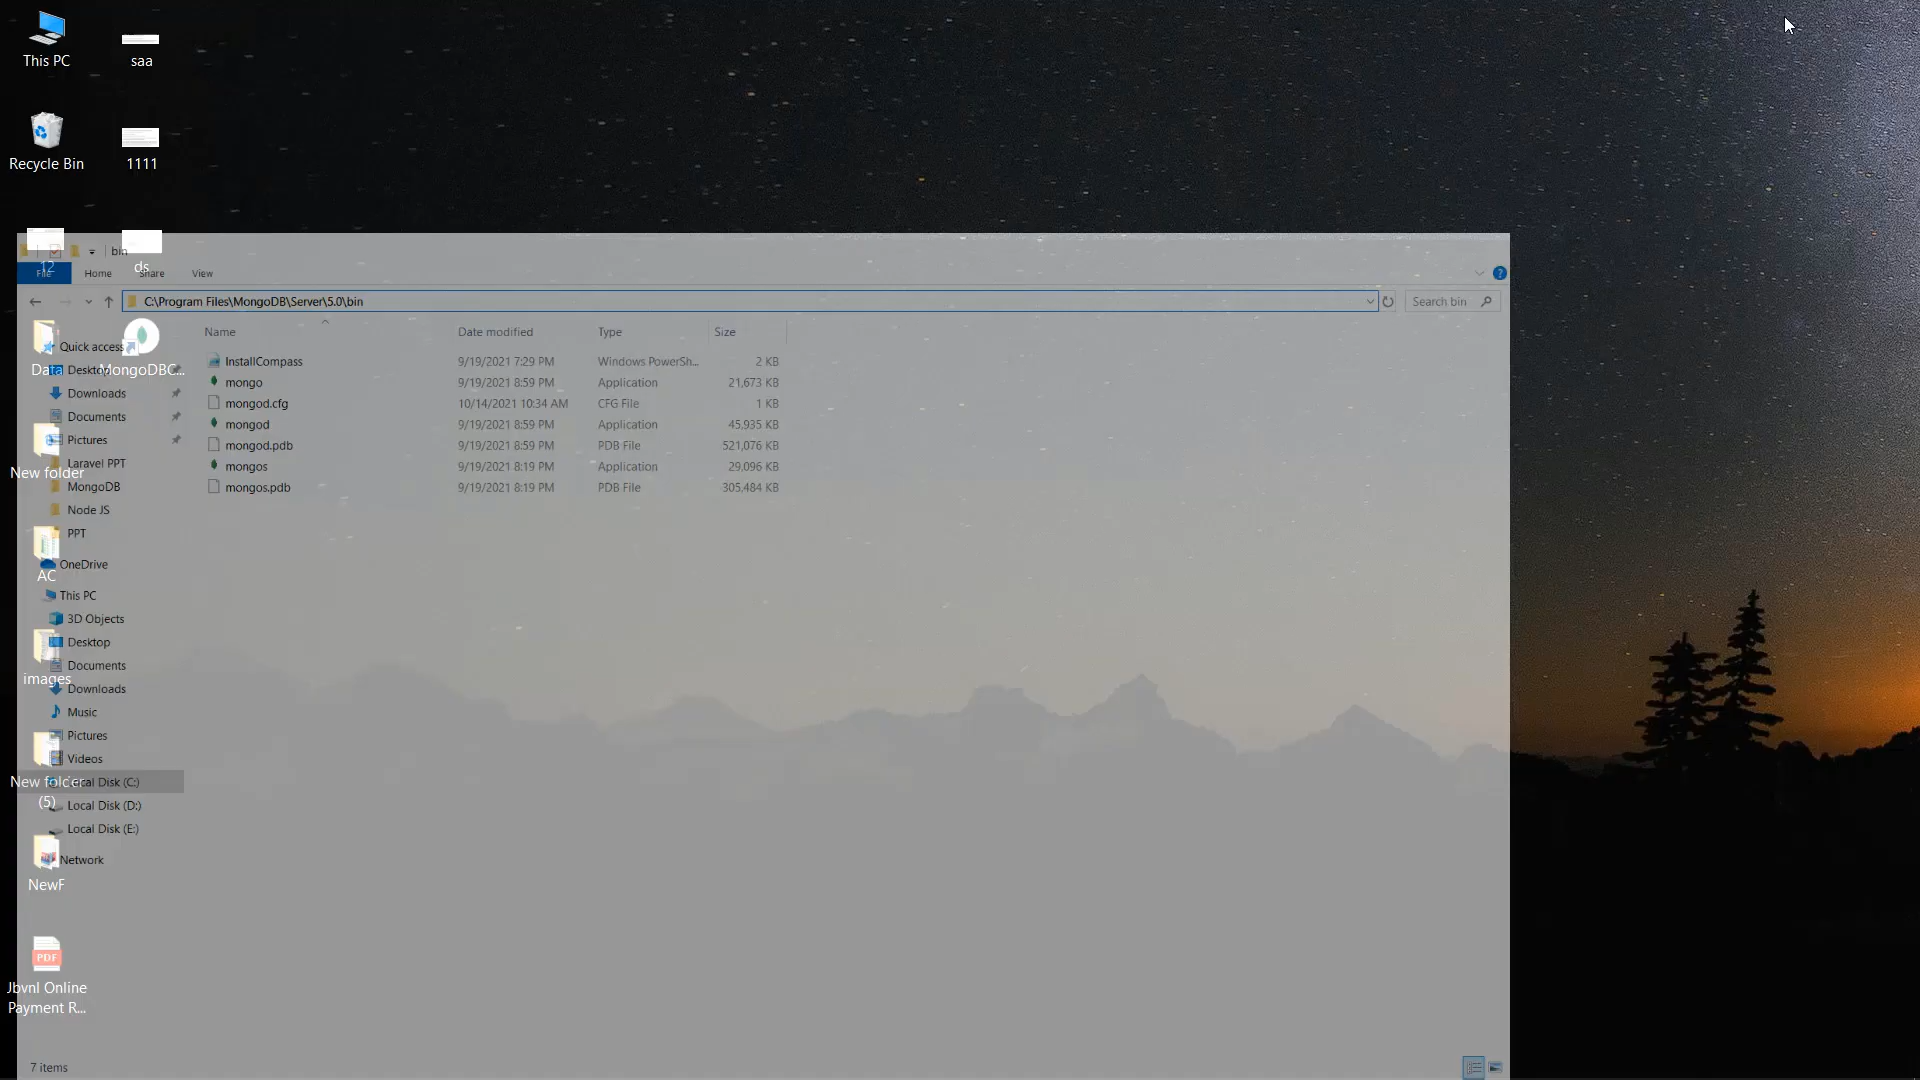 This PC
saa
Recycle Bin
1111
12
ds
Data
MongoDBC...
New folder
AC
images
New folder
(5)
NewF
PDF
Jbvnl Online
Payment R...
bin
File
Home
Share
View
C:\Program Files\MongoDB\Server\5.0\bin
Search bin
Name Date modified Type Size
InstallCompass 9/19/2021 7:29 PM Windows PowerSh... 2 KB
mongo 9/19/2021 8:59 PM Application 21,673 KB
mongod.cfg 10/14/2021 10:34 AM CFG File 1 KB
mongod 9/19/2021 8:59 PM Application 45,935 KB
mongod.pdb 9/19/2021 8:59 PM PDB File 521,076 KB
mongos 9/19/2021 8:19 PM Application 29,096 KB
mongos.pdb 9/19/2021 8:19 PM PDB File 305,484 KB
Quick access
Desktop
Downloads
Documents
Pictures
Laravel PPT
MongoDB
Node JS
PPT
OneDrive
This PC
3D Objects
Desktop
Documents
Downloads
Music
Pictures
Videos
Local Disk (C:)
Local Disk (D:)
Local Disk (E:)
Network
7 items